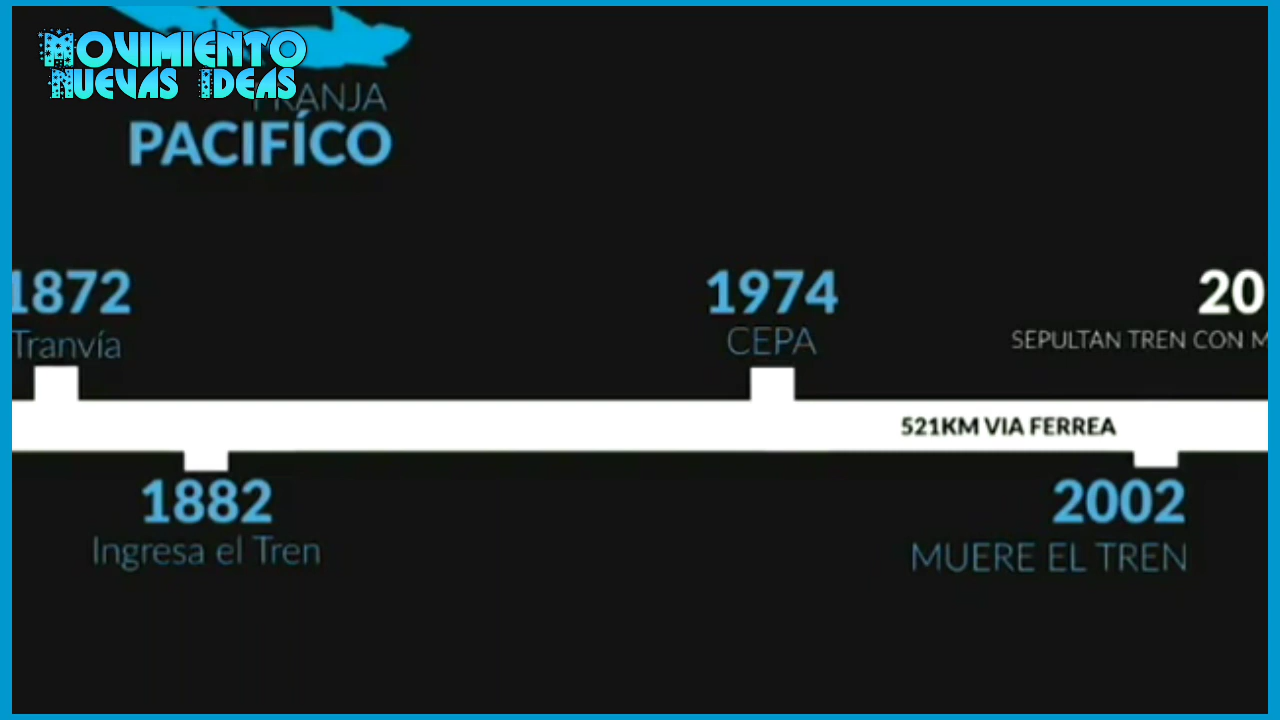 MOVIMIENTO
NUEVAS IDEAS
FRANJA
PACIFÍCO
1872
Tranvía
1974
CEPA
20
SEPULTAN TREN CON M
521KM VIA FERREA
1882
Ingresa el Tren
2002
MUERE EL TREN